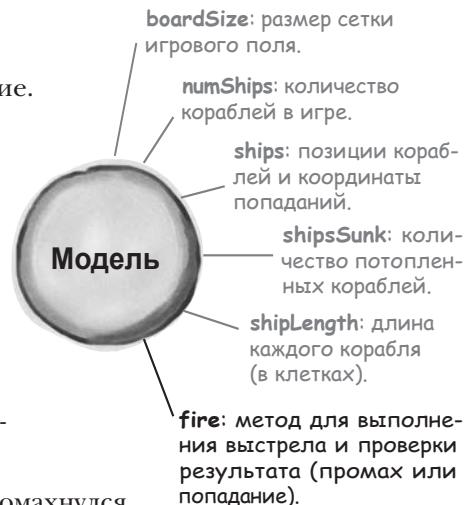 boardSize: размер сетки
игрового поля.
ие.
numShips: количество
кораблей в игре.
ships: позиции кораб-
лей и координаты
попаданий.
Модель
shipsSunk: коли-
чество потоплен-
ных кораблей.
shipLength: длина
каждого корабля
(в клетках).
-
fire: метод для выполне-
ния выстрела и проверки
результата (промах или
попадание).
омахнулся